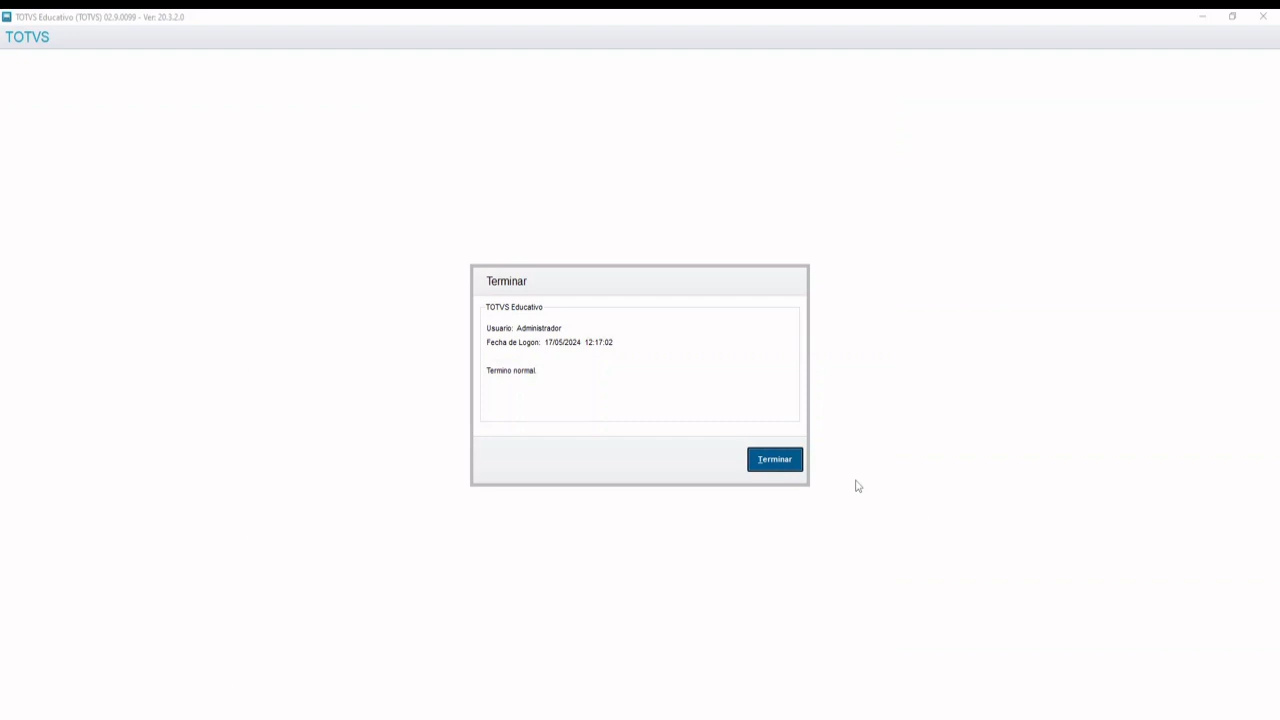 TOTVS Educativo (TOTVS) 02.9.0099 - Ver: 20.3.2.0
TOTVS
Terminar
TOTVS Educativo
Usuario: Administrador
Fecha de Logon: 17/05/2024 12:17:02
Termino normal.
Terminar